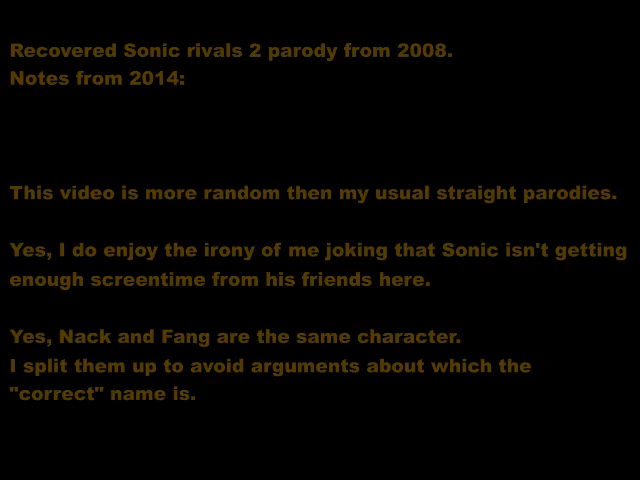 Recovered Sonic rivals 2 parody from 2008.
Notes from 2014:
This video is more random then my usual straight parodies.
Yes, I do enjoy the irony of me joking that Sonic isn't getting
enough screentime from his friends here.
Yes, Nack and Fang are the same character.
I split them up to avoid arguments about which the
"correct" name is.